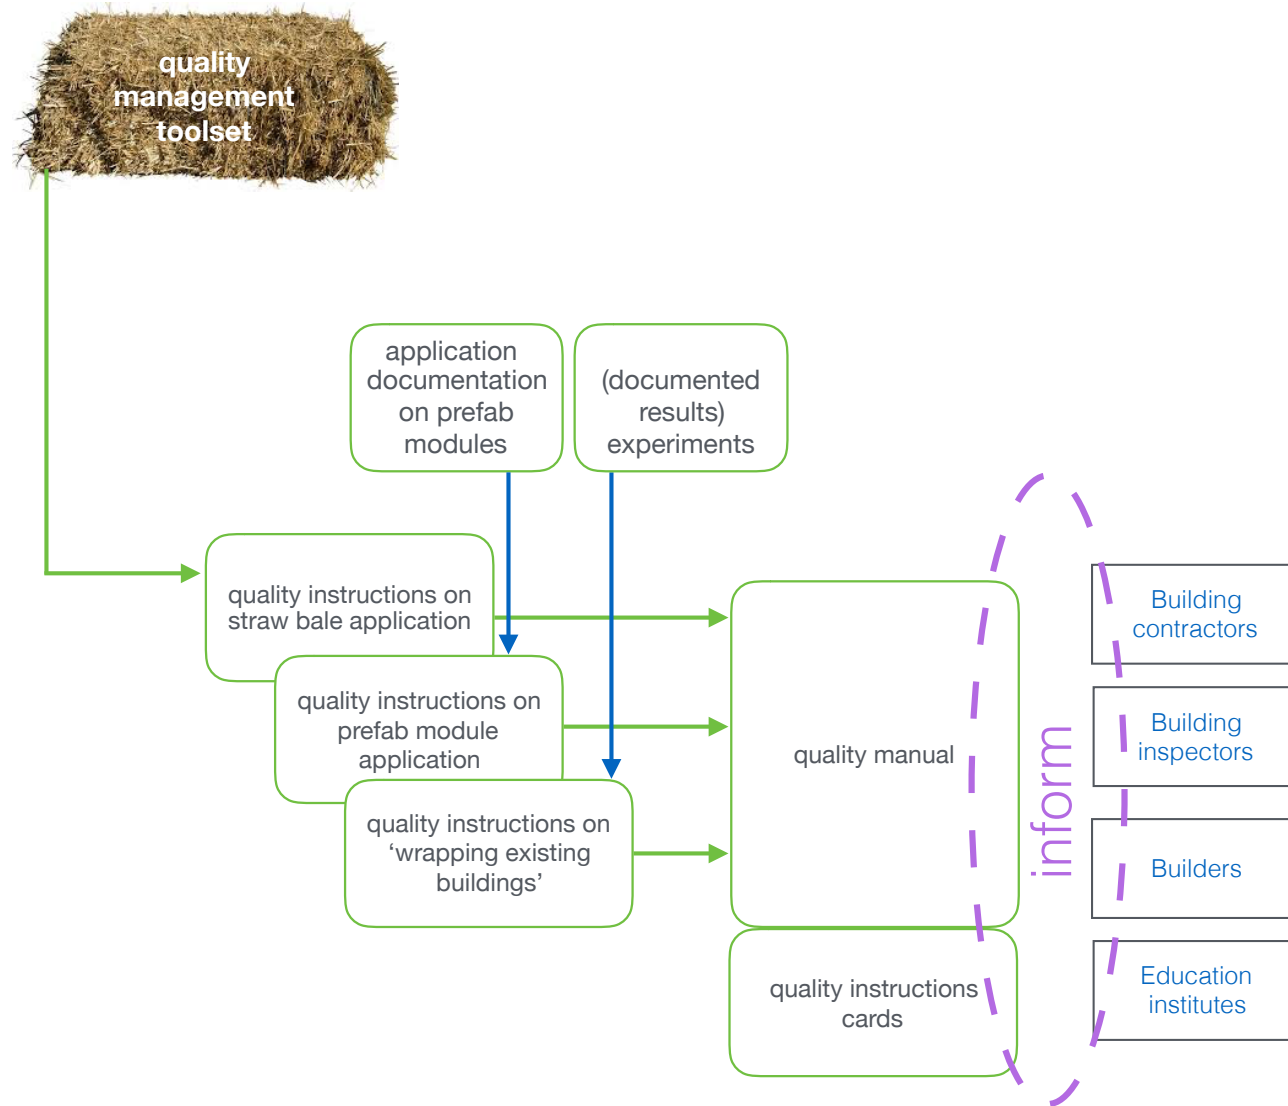 quality
management
toolset
application
documentation
on prefab
modules
(documented
results)
experiments
quality instructions on
straw bale application
quality instructions on
prefab module
application
quality instructions on
‘wrapping existing
buildings’
quality manual
quality instructions
cards
inform
Building
contractors
Building
inspectors
Builders
Education
institutes